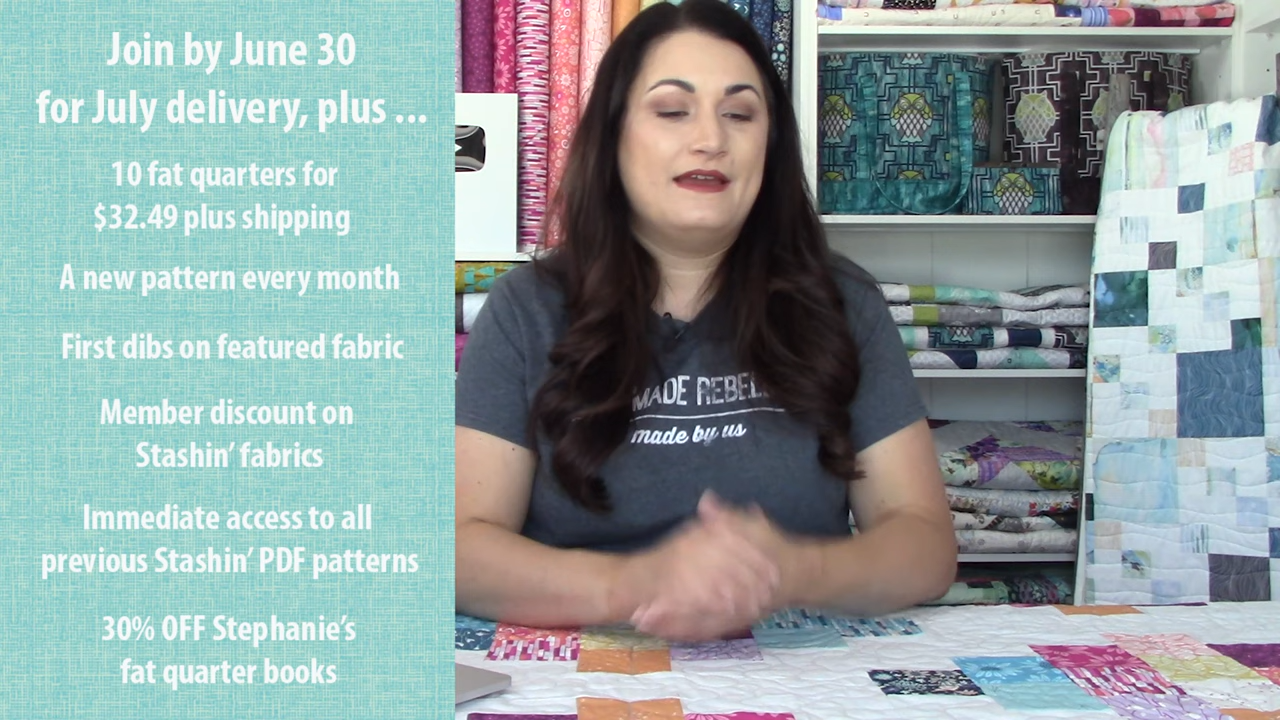 Join by June 30
for July delivery, plus ...
10 fat quarters for
$32.49 plus shipping
A new pattern every month
First dibs on featured fabric
Member discount on
Stashin' fabrics
Immediate access to all
previous Stashin' PDF patterns
30% OFF Stephanie's
fat quarter books
MADE REBEL
made by us